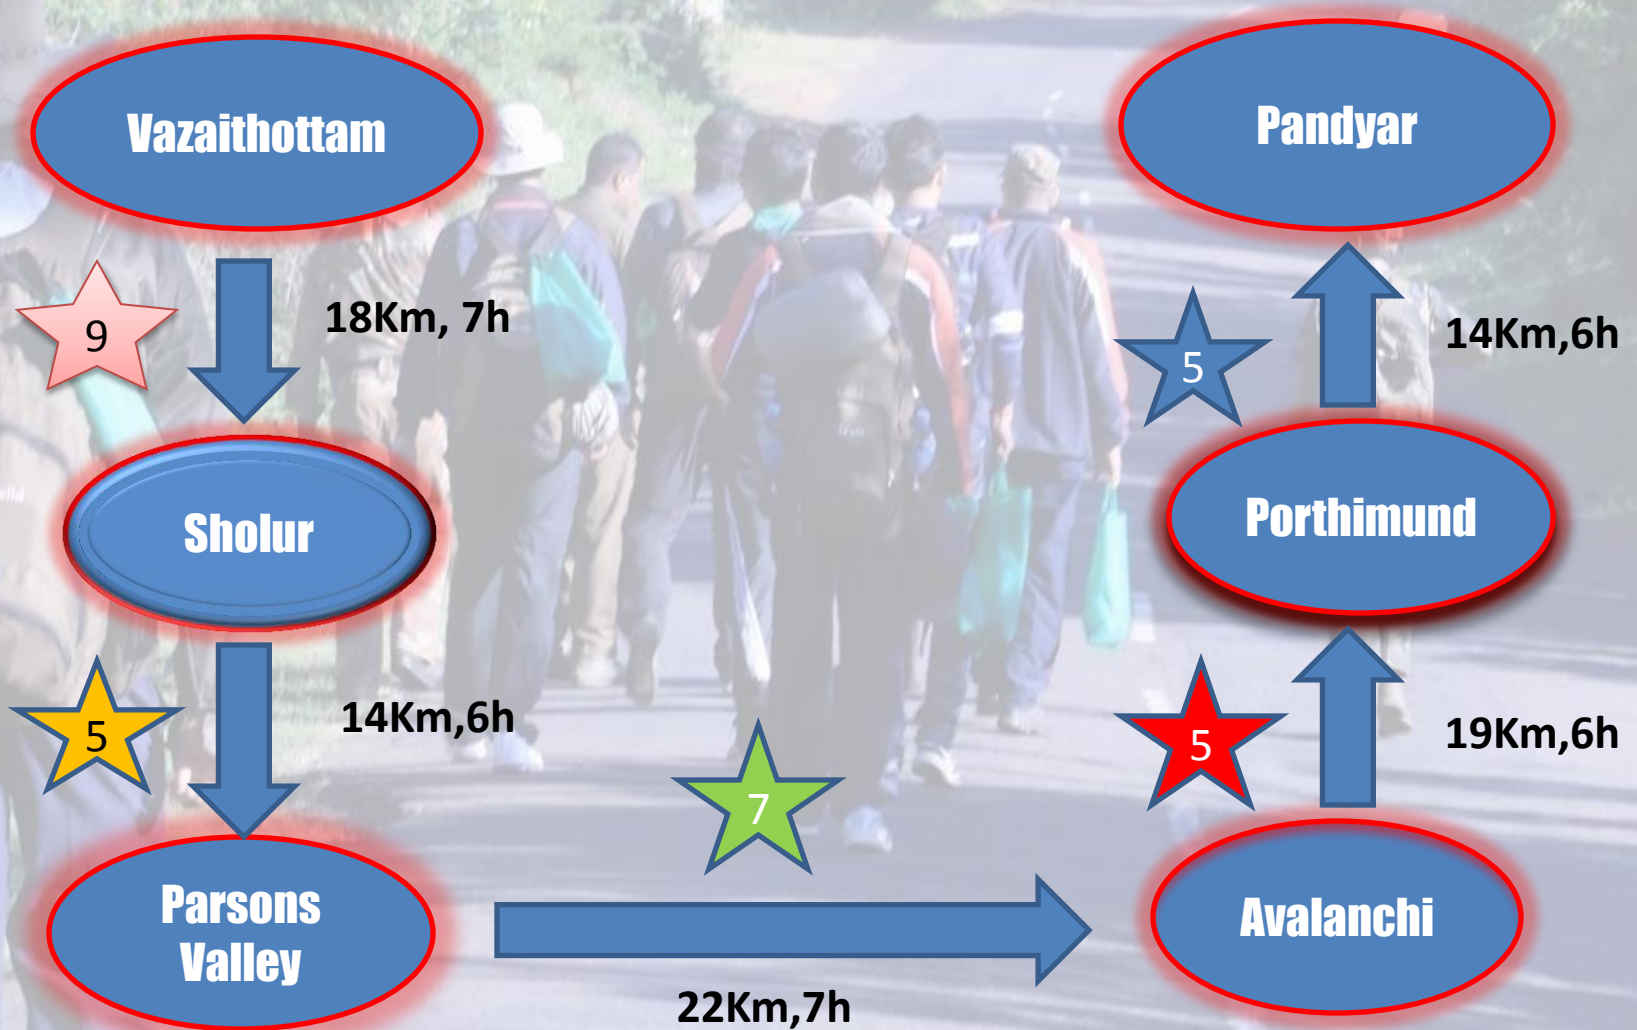 Vazaithottam
9
18Km, 7h
Sholur
5
14Km,6h
Parsons
Valley
7
22Km,7h
Avalanchi
5
19Km,6h
Porthimund
5
14Km,6h
Pandyar